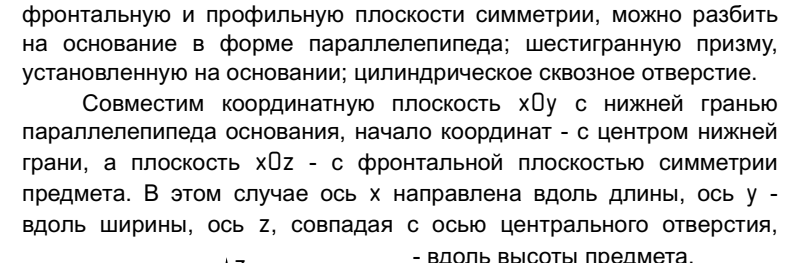 фронтальную и профильную плоскости симметрии, можно разбить
на основание в форме параллелепипеда; шестигранную призму,
установленную на основании; цилиндрическое сквозное отверстие.
Совместим координатную плоскость x0y с нижней гранью
параллелепипеда основания, начало координат - с центром нижней
грани, а плоскость x0z - с фронтальной плоскостью симметрии
предмета. В этом случае ось x направлена вдоль длины, ось y -
вдоль ширины, ось z, совпадая с осью центрального отверстия,
z - вдоль высоты предмета.